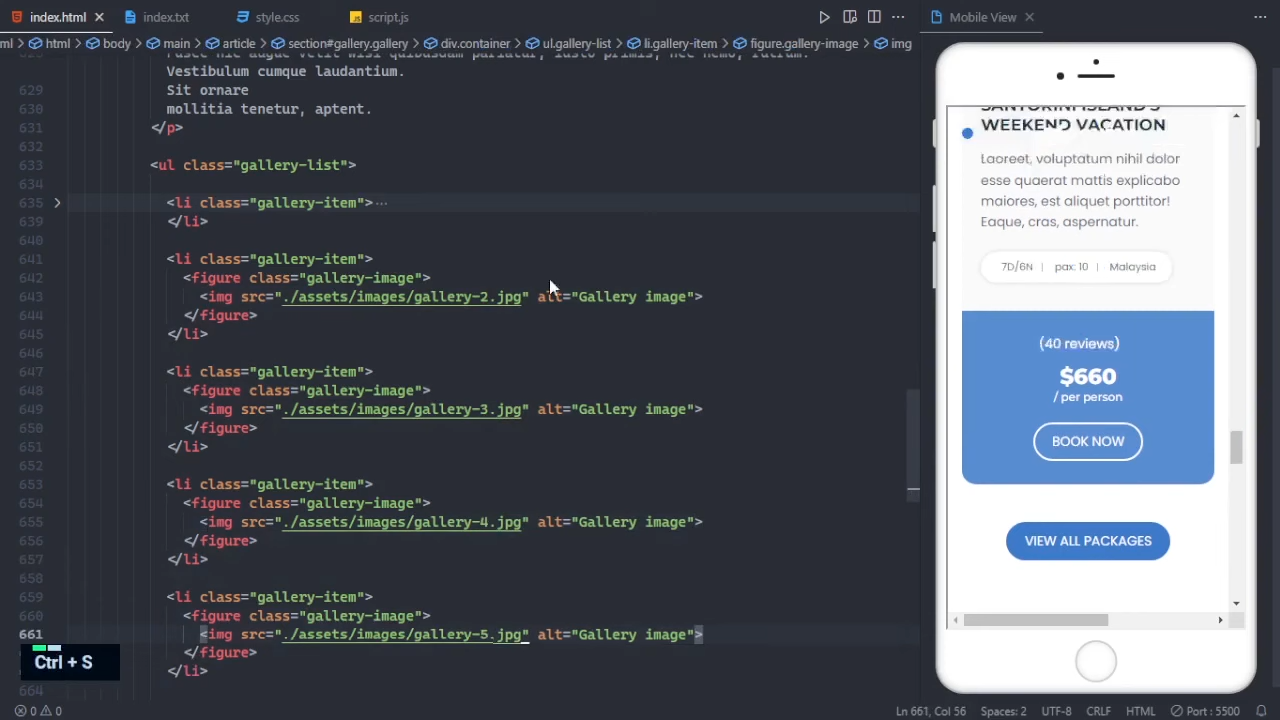 index.html
index.txt
style.css
script.js
Mobile View
ml > html > body > main > article > section#gallery.gallery > div.container > ul.gallery-list > li.gallery-item > figure.gallery-image > img
Vestibulum cumque laudantium.
629 Sit ornare
630 mollitia tenetur, aptent.
631 </p>
632
633 <ul class="gallery-list">
634
635 <li class="gallery-item">···
639 </li>
640
641 <li class="gallery-item">
642 <figure class="gallery-image">
643 <img src="./assets/images/gallery-2.jpg" alt="Gallery image">
644 </figure>
645 </li>
646
647 <li class="gallery-item">
648 <figure class="gallery-image">
649 <img src="./assets/images/gallery-3.jpg" alt="Gallery image">
650 </figure>
651 </li>
652
653 <li class="gallery-item">
654 <figure class="gallery-image">
655 <img src="./assets/images/gallery-4.jpg" alt="Gallery image">
656 </figure>
657 </li>
658
659 <li class="gallery-item">
660 <figure class="gallery-image">
661 <img src="./assets/images/gallery-5.jpg" alt="Gallery image">
</figure>
</li>
664
Ctrl + S
SANTORINI ISLAND'S
WEEKEND VACATION
Laoreet, voluptatum nihil dolor
esse quaerat mattis explicabo
maiores, est aliquet porttitor!
Eaque, cras, aspernatur.
7D/6N | pax: 10 | Malaysia
(40 reviews)
$660
/ per person
BOOK NOW
VIEW ALL PACKAGES
0 0
Ln 661, Col 56
Spaces: 2
UTF-8
CRLF
HTML
Port : 5500